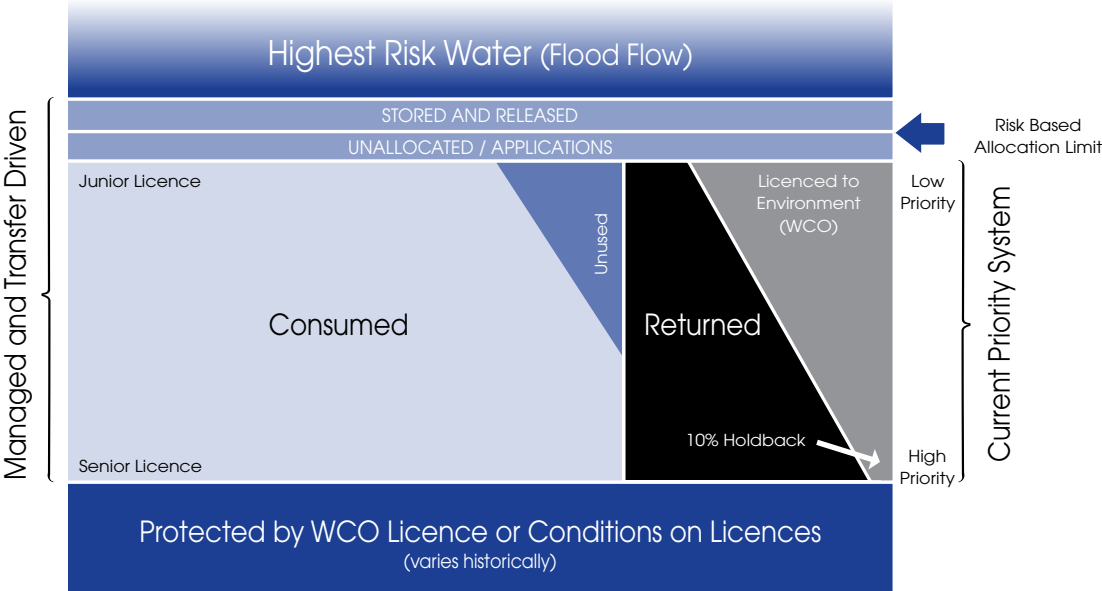 Highest Risk Water (Flood Flow)
STORED AND RELEASED
UNALLOCATED / APPLICATIONS
Risk Based
Allocation Limit
Managed and Transfer Driven
Junior Licence
Unused
Licenced to
Environment
(WCO)
Low
Priority
Consumed
Returned
Current Priority System
10% Holdback
Senior Licence
High
Priority
Protected by WCO Licence or Conditions on Licences
(varies historically)